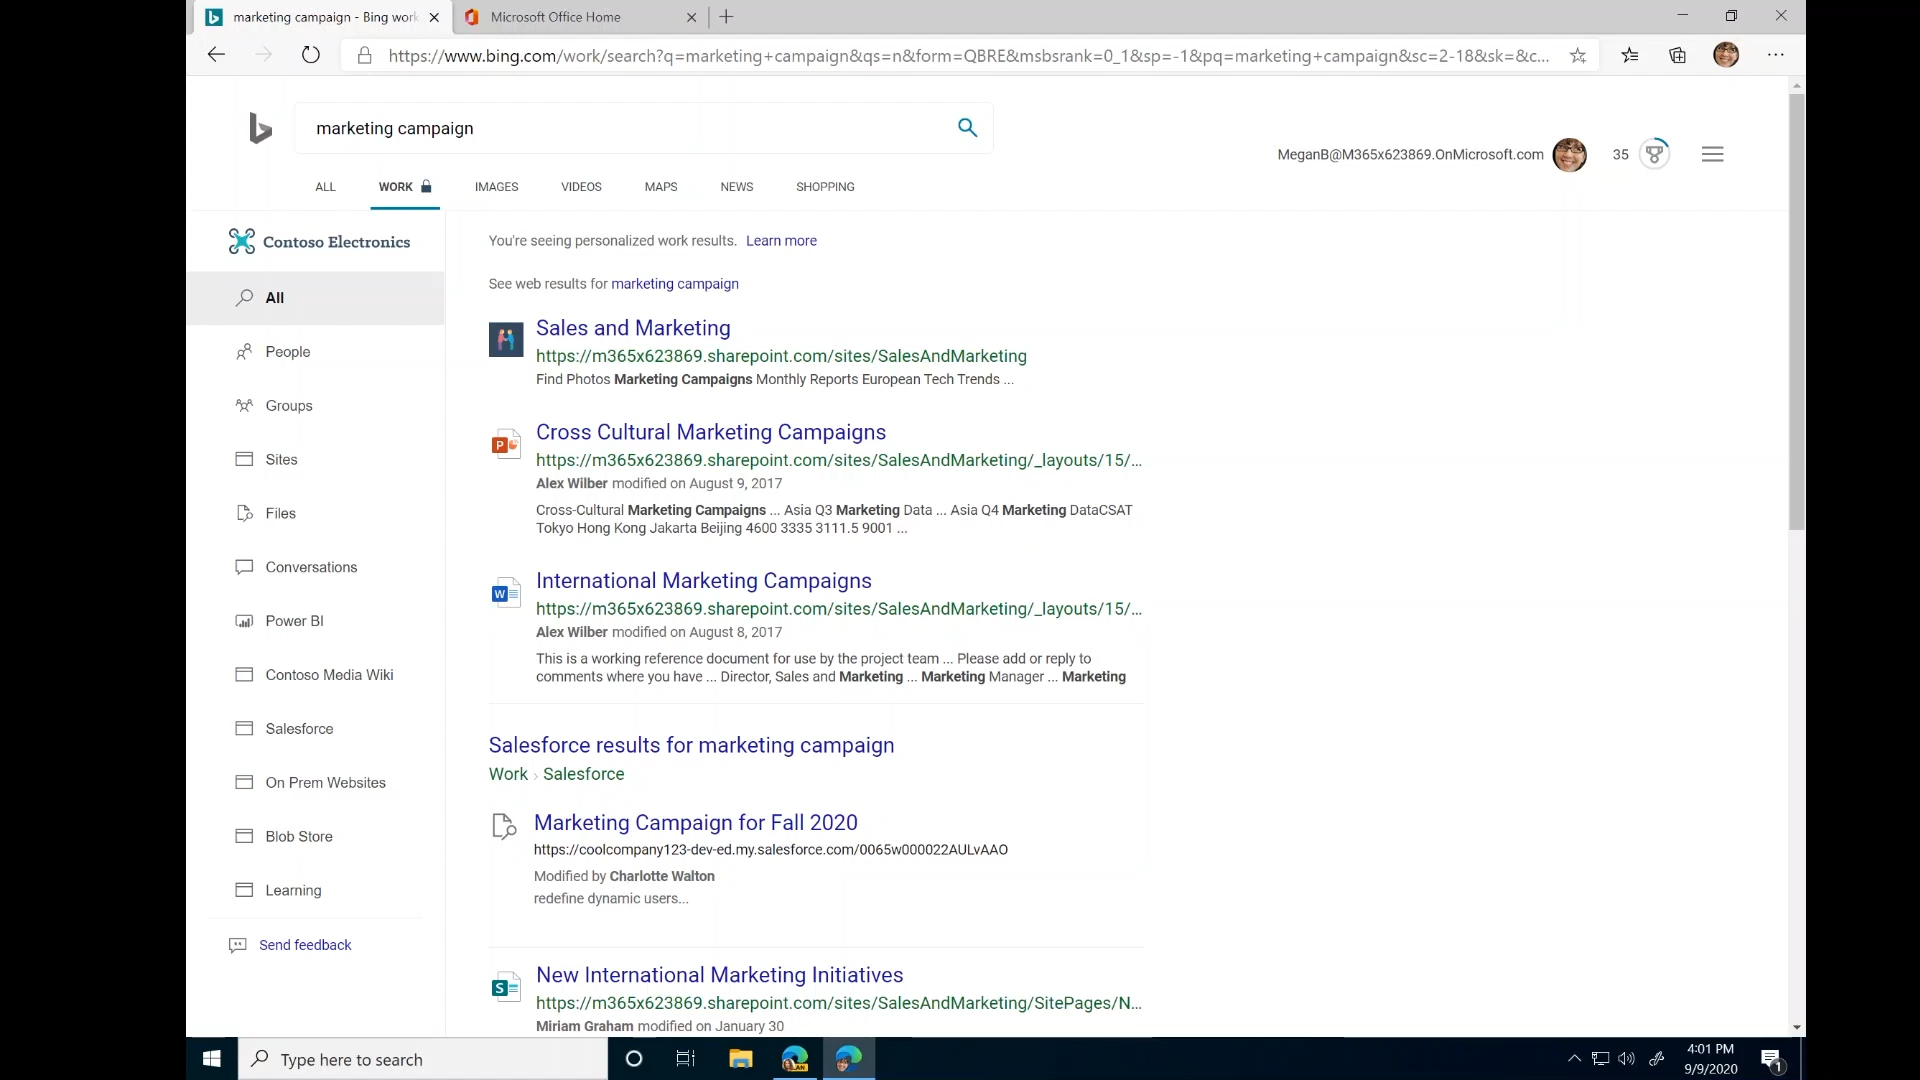 marketing campaign - Bing work
Microsoft Office Home
https://www.bing.com/work/search?q=marketing+campaign&qs=n&form=QBRE&msbsrank=0_1&sp=-1&pq=marketing+campaign&sc=2-18&sk=&c...
marketing campaign
MeganB@M365x623869.OnMicrosoft.com
35
ALL
WORK
IMAGES
VIDEOS
MAPS
NEWS
SHOPPING
Contoso Electronics
All
People
Groups
Sites
Files
Conversations
Power BI
Contoso Media Wiki
Salesforce
On Prem Websites
Blob Store
Learning
Send feedback
You're seeing personalized work results. Learn more
See web results for marketing campaign
Sales and Marketing
https://m365x623869.sharepoint.com/sites/SalesAndMarketing
Find Photos Marketing Campaigns Monthly Reports European Tech Trends ...
Cross Cultural Marketing Campaigns
https://m365x623869.sharepoint.com/sites/SalesAndMarketing/_layouts/15/...
Alex Wilber modified on August 9, 2017
Cross-Cultural Marketing Campaigns ... Asia Q3 Marketing Data ... Asia Q4 Marketing DataCSAT
Tokyo Hong Kong Jakarta Beijing 4600 3335 3111.5 9001 ...
International Marketing Campaigns
https://m365x623869.sharepoint.com/sites/SalesAndMarketing/_layouts/15/...
Alex Wilber modified on August 8, 2017
This is a working reference document for use by the project team ... Please add or reply to
comments where you have ... Director, Sales and Marketing ... Marketing Manager ... Marketing
Salesforce results for marketing campaign
Work › Salesforce
Marketing Campaign for Fall 2020
https://coolcompany123-dev-ed.my.salesforce.com/0065w000022AULvAAO
Modified by Charlotte Walton
redefine dynamic users...
New International Marketing Initiatives
https://m365x623869.sharepoint.com/sites/SalesAndMarketing/SitePages/N...
Miriam Graham modified on January 30
Type here to search
4:01 PM
9/9/2020
1